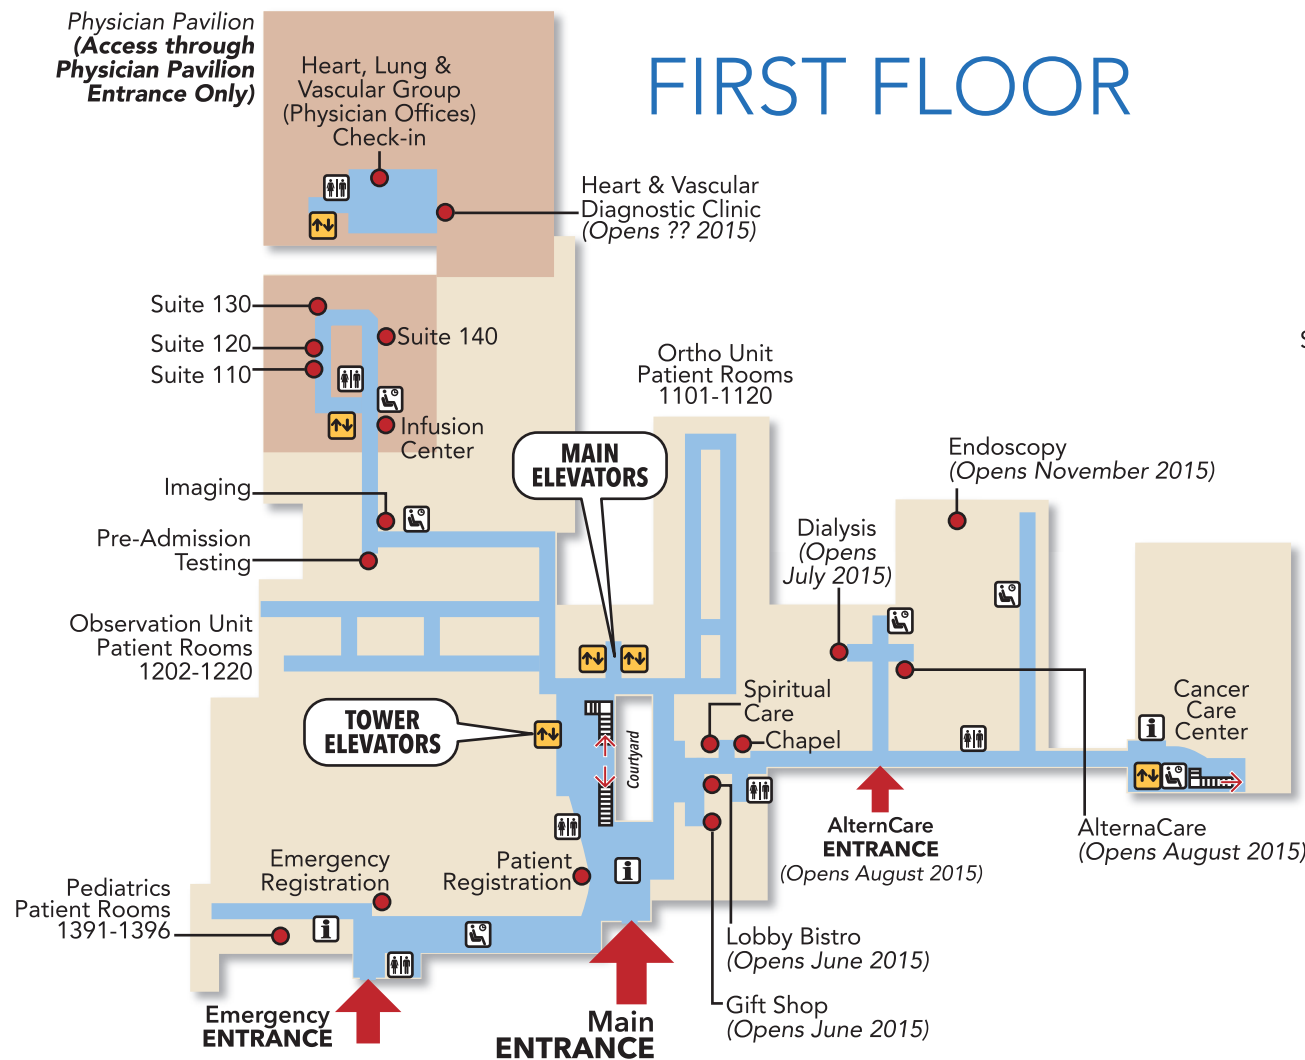 Physician Pavilion
(Access through
Physician Pavilion
Entrance Only)
FIRST FLOOR
Heart, Lung &
Vascular Group
(Physician Offices)
Check-in
Heart & Vascular
Diagnostic Clinic
(Opens ?? 2015)
Suite 130
Suite 120
Suite 110
Suite 140
S
Infusion
Center
Ortho Unit
Patient Rooms
1101-1120
MAIN
ELEVATORS
Endoscopy
(Opens November 2015)
Imaging
Pre-Admission
Testing
Dialysis
(Opens
July 2015)
Observation Unit
Patient Rooms
1202-1220
TOWER
ELEVATORS
Courtyard
Spiritual
Care
Chapel
Cancer
Care
Center
i
AlternCare
ENTRANCE
(Opens August 2015)
AlternaCare
(Opens August 2015)
Emergency
Registration
Patient
Registration
i
Pediatrics
Patient Rooms
1391-1396
i
Lobby Bistro
(Opens June 2015)
Gift Shop
(Opens June 2015)
Emergency
ENTRANCE
Main
ENTRANCE